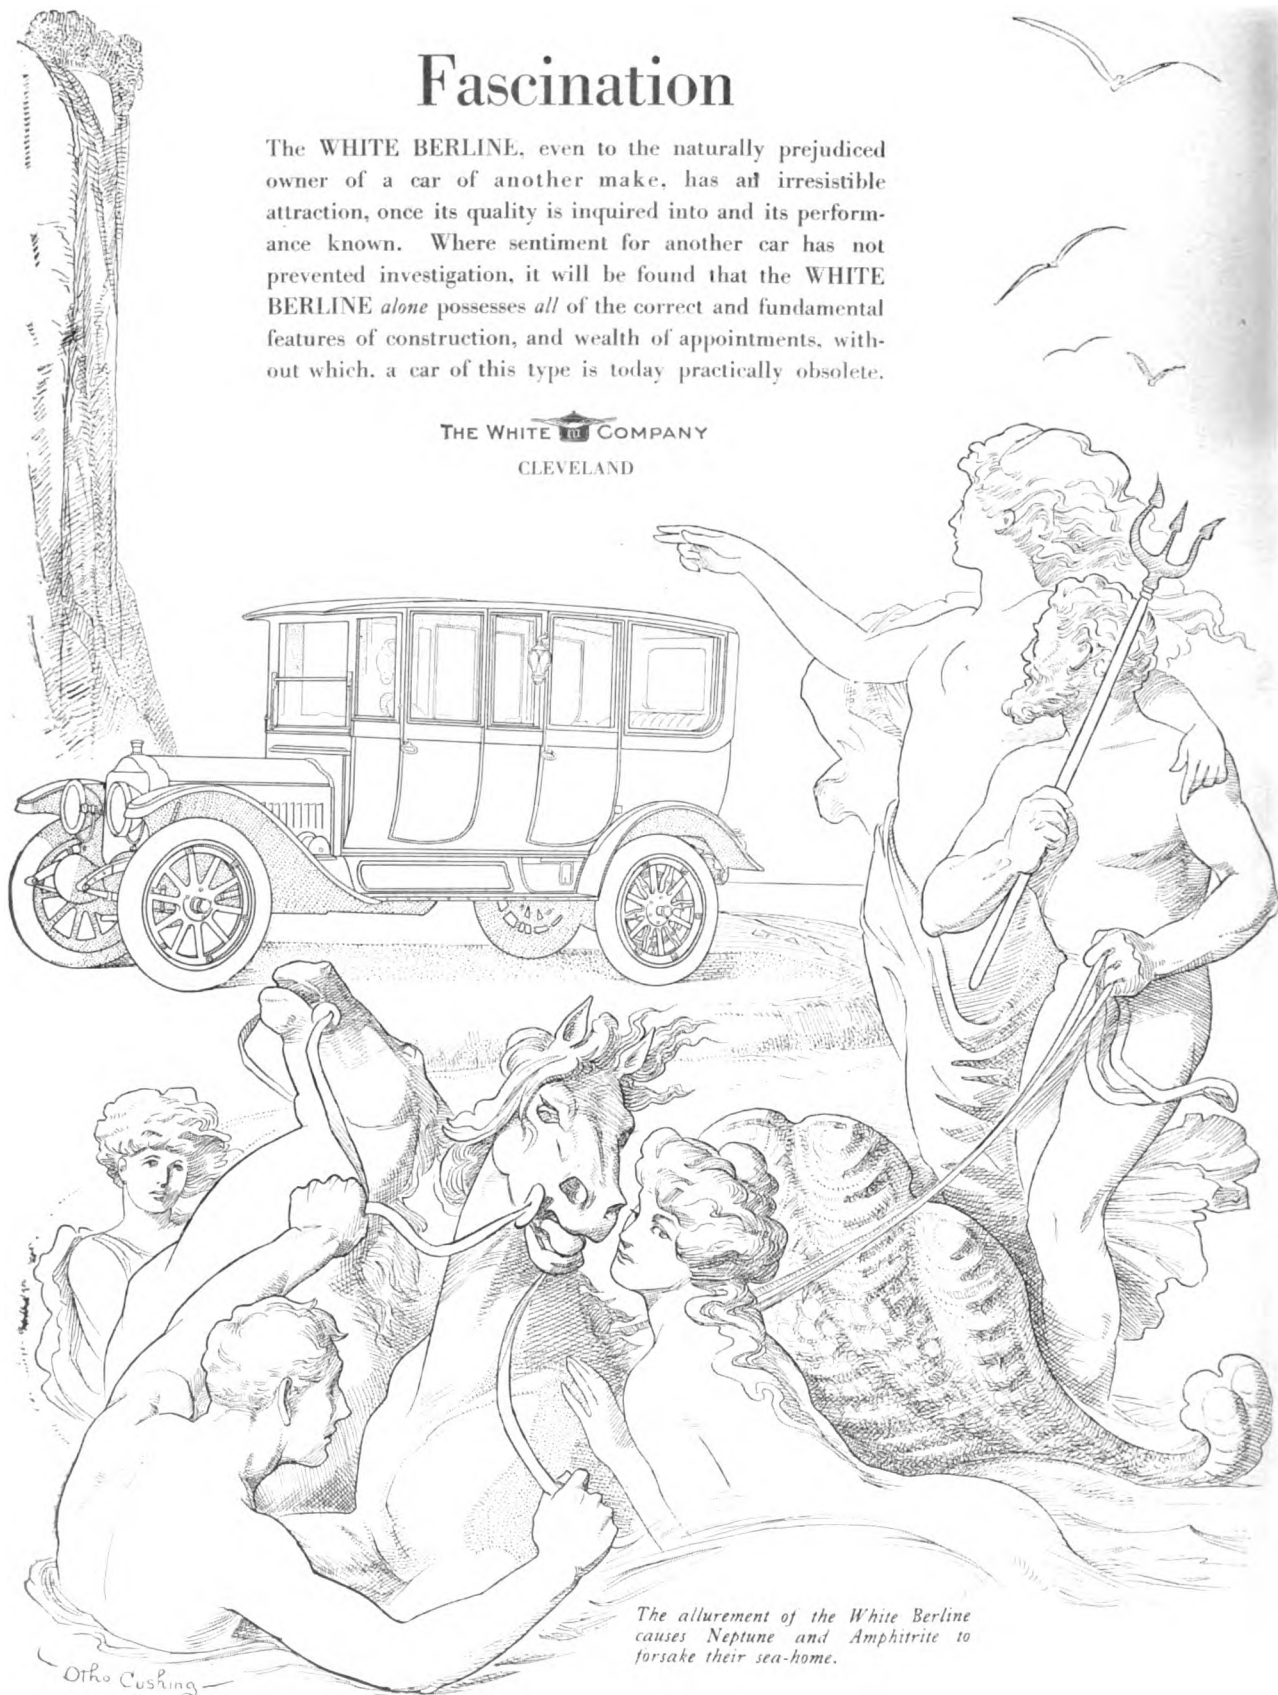 Fascination
The WHITE BERLINE, even to the naturally prejudiced
owner of a car of another make, has an irresistible
attraction, once its quality is inquired into and its perform-
ance known. Where sentiment for another car has not
prevented investigation, it will be found that the WHITE
BERLINE alone possesses all of the correct and fundamental
features of construction, and wealth of appointments, with-
out which, a car of this type is today practically obsolete.
THE WHITE COMPANY
CLEVELAND
The allurement of the White Berline
causes Neptune and Amphitrite to
forsake their sea-home.
Otho Cushing